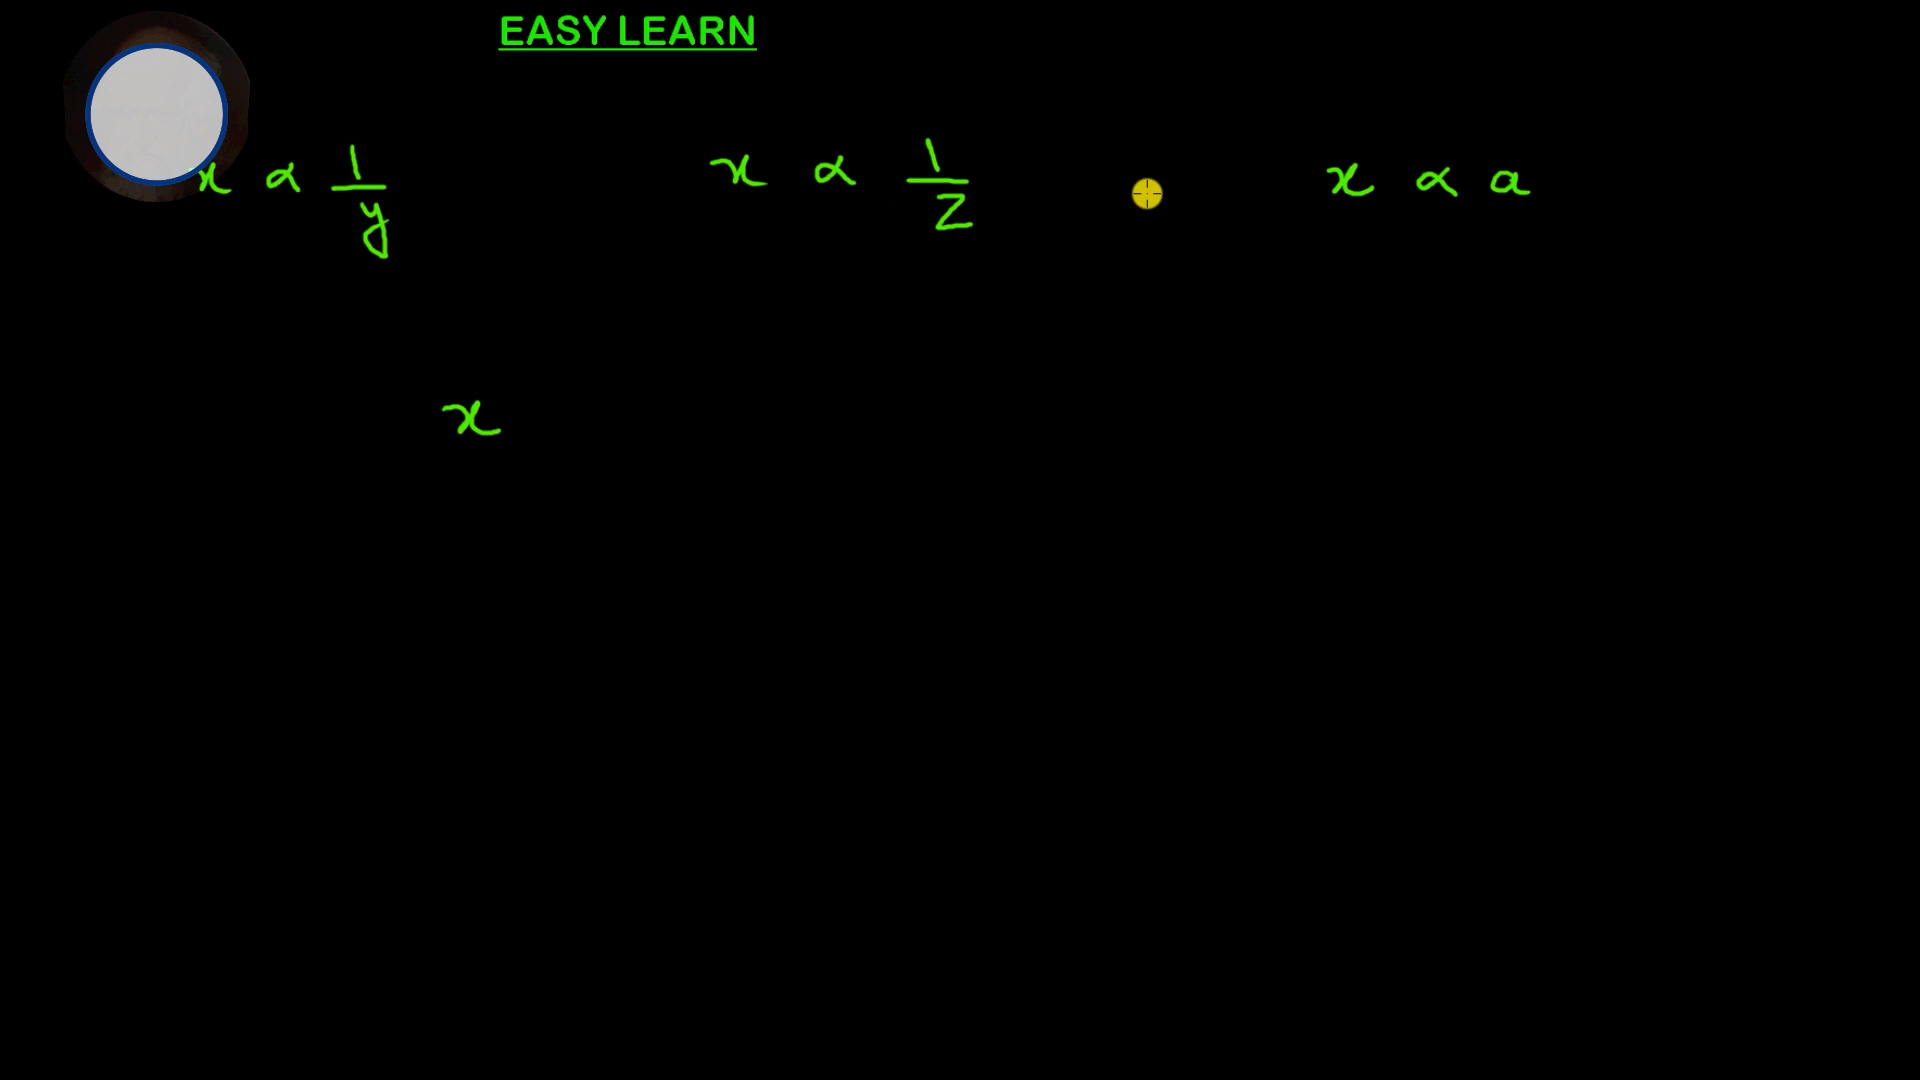 EASY LEARN
x ∝ 1/y x ∝ 1/z x ∝ a
x